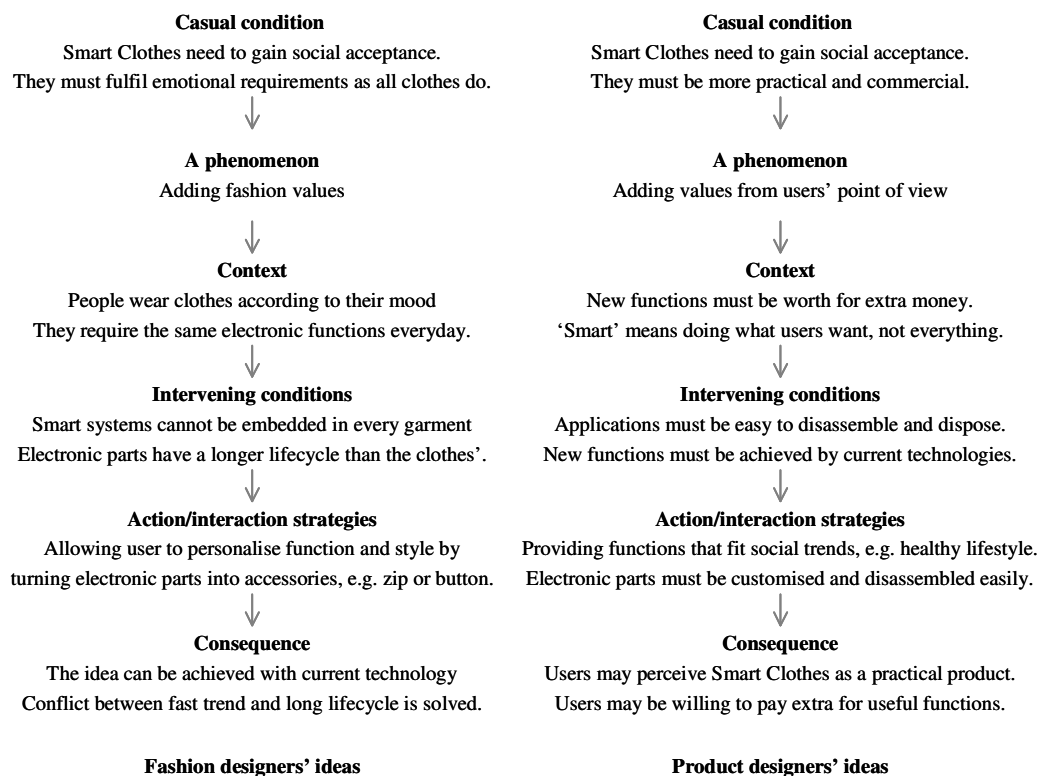 Casual condition
Smart Clothes need to gain social acceptance.
They must fulfil emotional requirements as all clothes do.
A phenomenon
Adding fashion values
Context
People wear clothes according to their mood
They require the same electronic functions everyday.
Intervening conditions
Smart systems cannot be embedded in every garment
Electronic parts have a longer lifecycle than the clothes’.
Action/interaction strategies
Allowing user to personalise function and style by
turning electronic parts into accessories, e.g. zip or button.
Consequence
The idea can be achieved with current technology
Conflict between fast trend and long lifecycle is solved.
Fashion designers’ ideas
Casual condition
Smart Clothes need to gain social acceptance.
They must be more practical and commercial.
A phenomenon
Adding values from users’ point of view
Context
New functions must be worth for extra money.
‘Smart’ means doing what users want, not everything.
Intervening conditions
Applications must be easy to disassemble and dispose.
New functions must be achieved by current technologies.
Action/interaction strategies
Providing functions that fit social trends, e.g. healthy lifestyle.
Electronic parts must be customised and disassembled easily.
Consequence
Users may perceive Smart Clothes as a practical product.
Users may be willing to pay extra for useful functions.
Product designers’ ideas